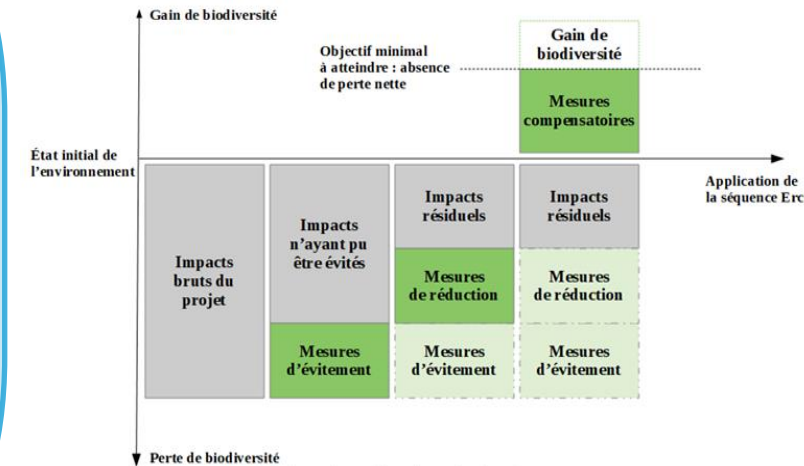 Gain de biodiversité
Gain de
biodiversité
Objectif minimal
à atteindre : absence
de perte nette
Mesures
compensatoires
État initial de
l'environnement
Application de
la séquence Erc
Impacts
bruts du
projet
Impacts
n'ayant pu
être évités
Mesures
d'évitement
Impacts
résiduels
Mesures
de réduction
Mesures
d'évitement
Impacts
résiduels
Mesures
de réduction
Mesures
d'évitement
Perte de biodiversité